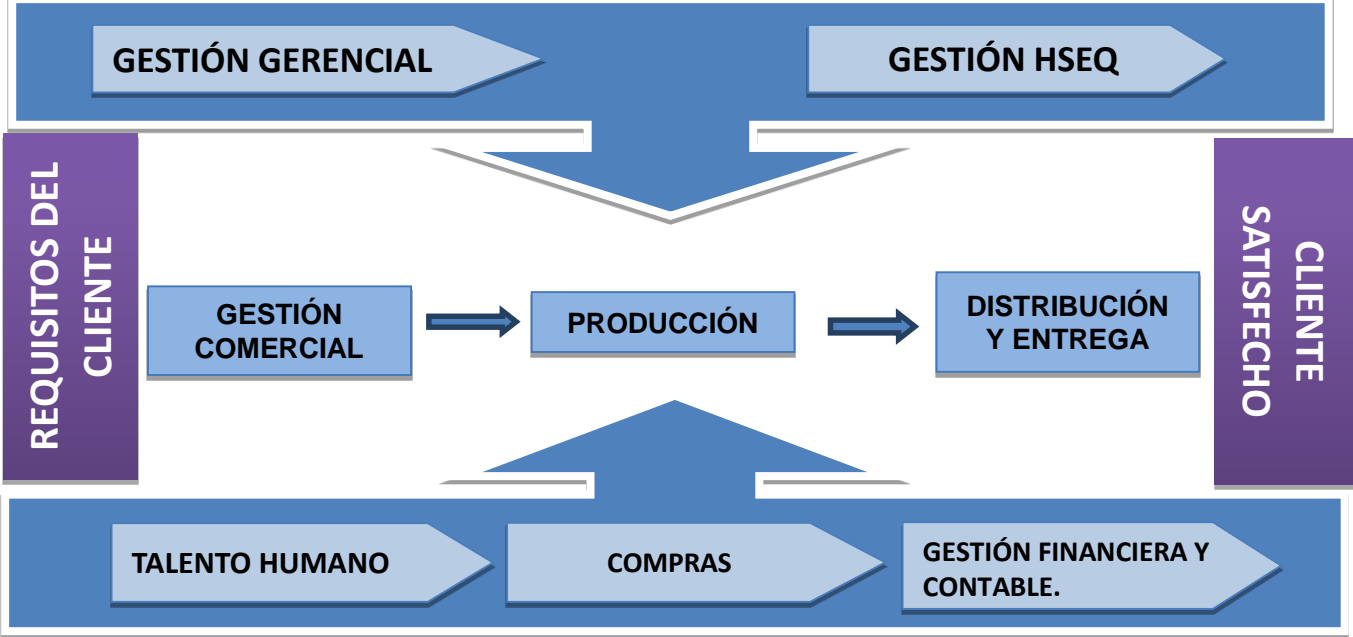 GESTIÓN GERENCIAL
GESTIÓN HSEQ
REQUISITOS DEL
CLIENTE
GESTIÓN
COMERCIAL
PRODUCCIÓN
DISTRIBUCIÓN
Y ENTREGA
CLIENTE
SATISFECHO
TALENTO HUMANO
COMPRAS
GESTIÓN FINANCIERA Y
CONTABLE.